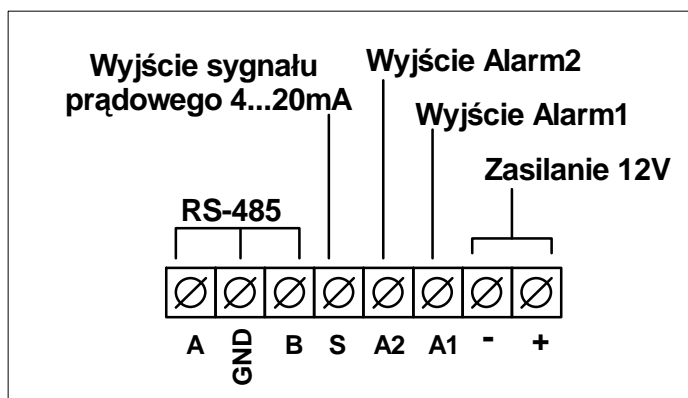 Wyjście sygnału
prądowego 4...20mA
Wyjście Alarm2
Wyjście Alarm1
Zasilanie 12V
RS-485
A GND B S A2 A1 - +